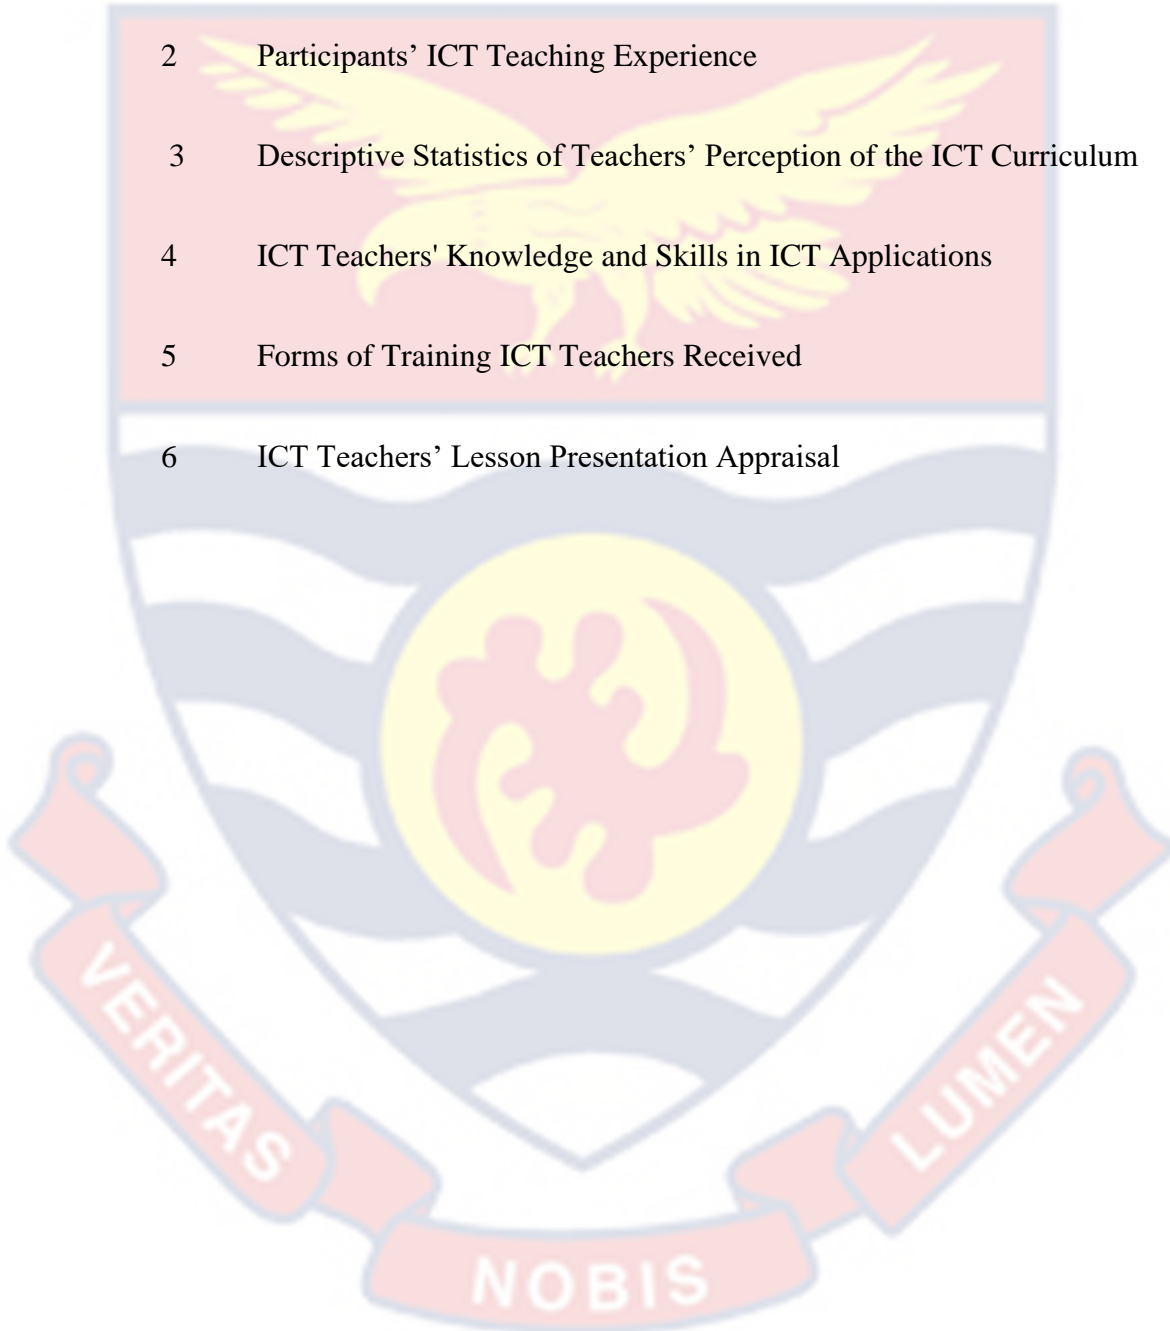 2 Participants’ ICT Teaching Experience
3 Descriptive Statistics of Teachers’ Perception of the ICT Curriculum
4 ICT Teachers' Knowledge and Skills in ICT Applications
5 Forms of Training ICT Teachers Received
6 ICT Teachers’ Lesson Presentation Appraisal
VERITAS
NOBIS
LUMEN